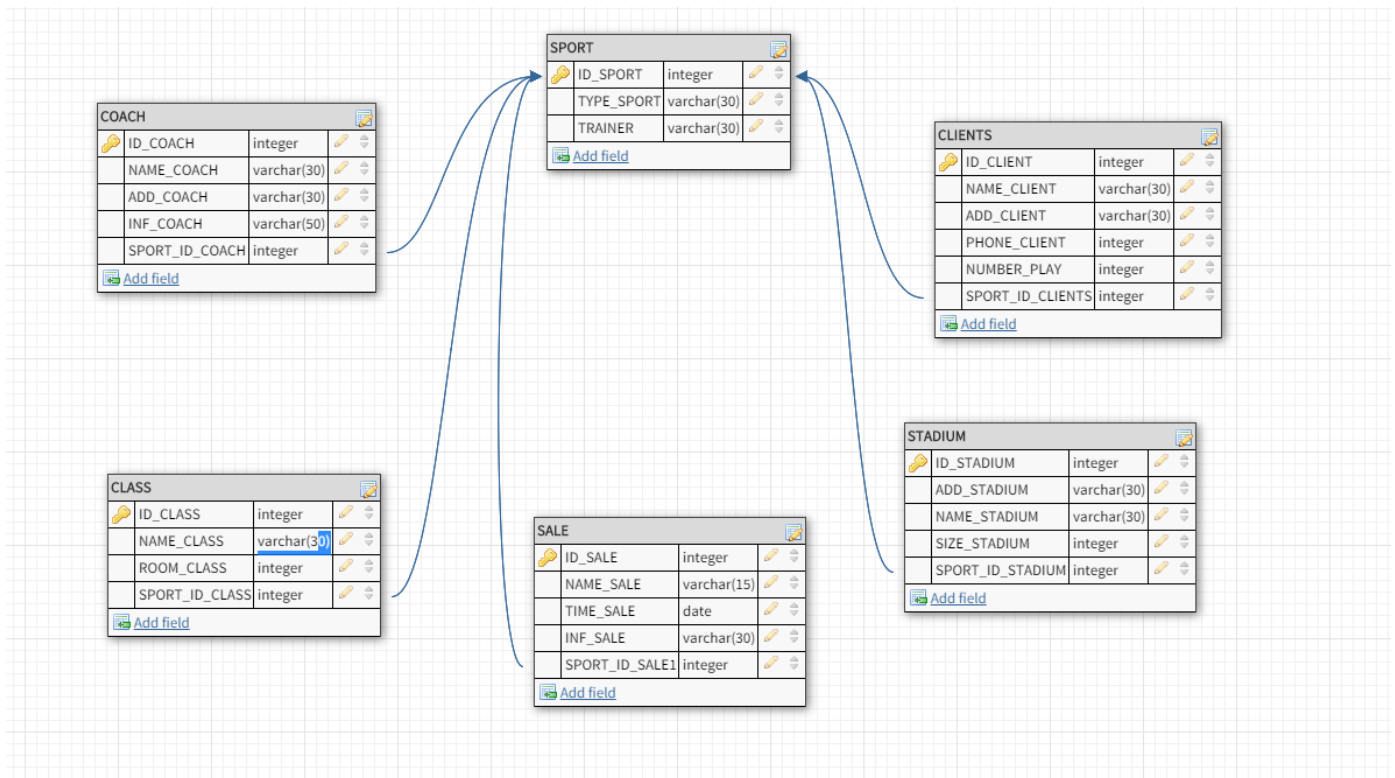 SPORT
ID_SPORT integer
TYPE_SPORT varchar(30)
TRAINER varchar(30)
Add field
COACH
ID_COACH integer
NAME_COACH varchar(30)
ADD_COACH varchar(30)
INF_COACH varchar(50)
SPORT_ID_COACH integer
Add field
CLIENTS
ID_CLIENT integer
NAME_CLIENT varchar(30)
ADD_CLIENT varchar(30)
PHONE_CLIENT integer
NUMBER_PLAY integer
SPORT_ID_CLIENTS integer
Add field
CLASS
ID_CLASS integer
NAME_CLASS varchar(30)
ROOM_CLASS integer
SPORT_ID_CLASS integer
Add field
SALE
ID_SALE integer
NAME_SALE varchar(15)
TIME_SALE date
INF_SALE varchar(30)
SPORT_ID_SALE1 integer
Add field
STADIUM
ID_STADIUM integer
ADD_STADIUM varchar(30)
NAME_STADIUM varchar(30)
SIZE_STADIUM integer
SPORT_ID_STADIUM integer
Add field